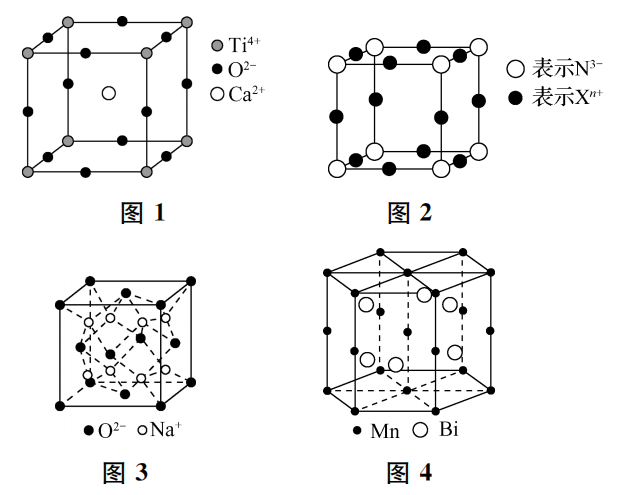 Ti⁴⁺
O²⁻
Ca²⁺
图 1
表示N³⁻
表示Xⁿ⁺
图 2
O²⁻ Na⁺
图 3
Mn Bi
图 4